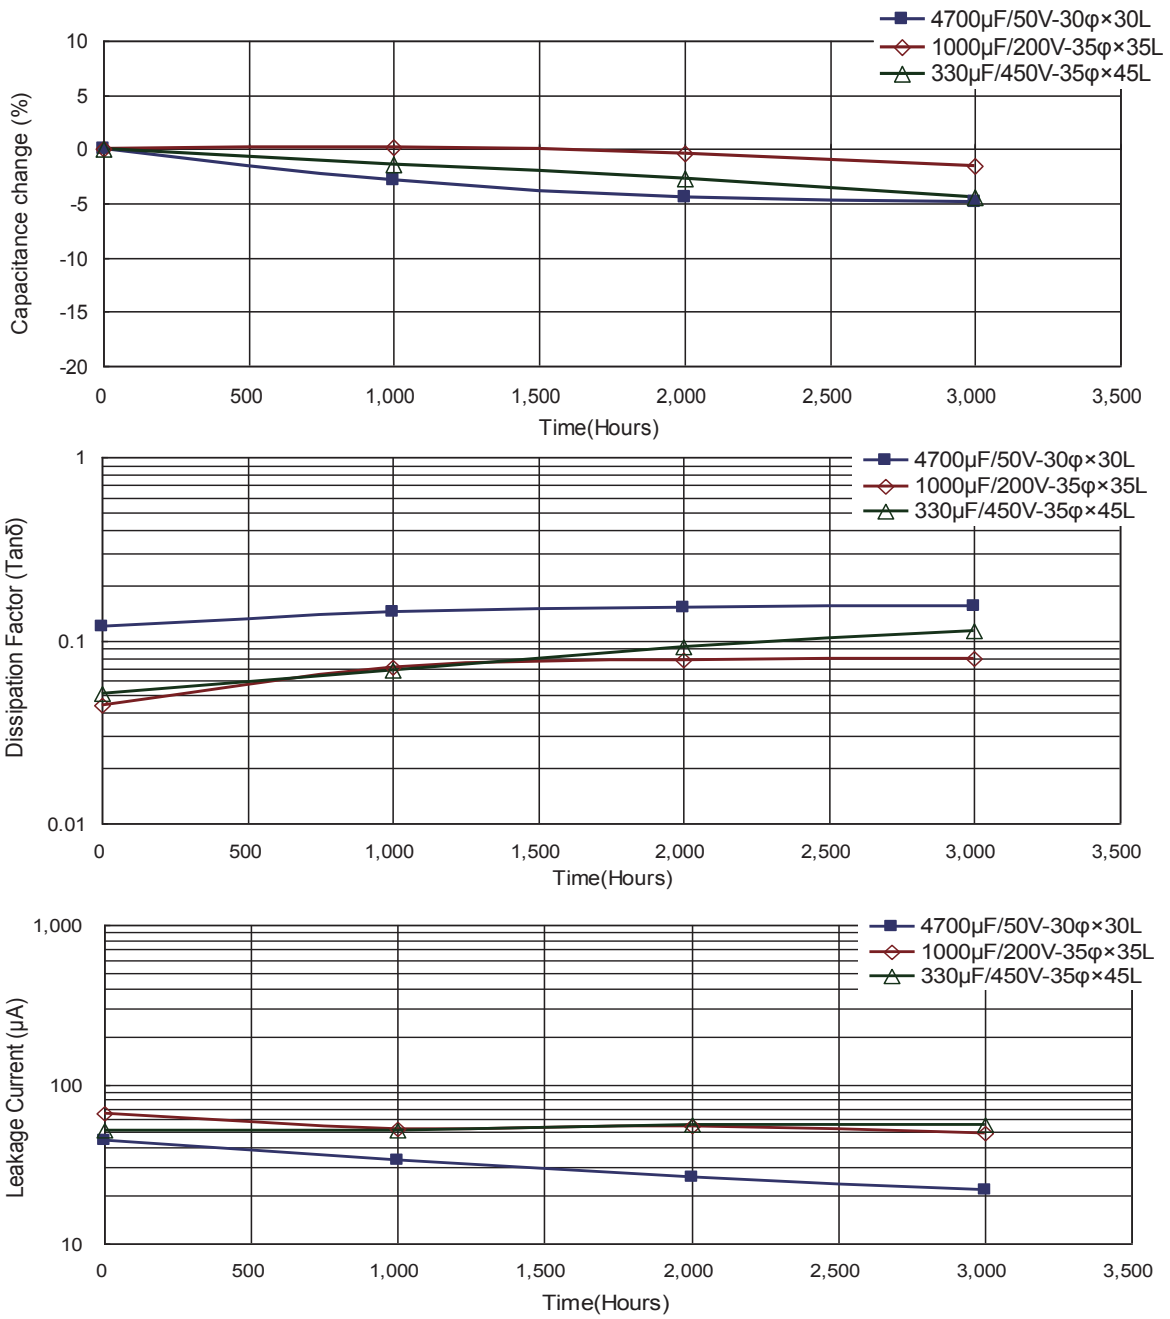 4700μF/50V-30φ×30L
1000μF/200V-35φ×35L
330μF/450V-35φ×45L
Capacitance change (%)
10
5
0
-5
-10
-15
-20
0 500 1,000 1,500 2,000 2,500 3,000 3,500
Time(Hours)
4700μF/50V-30φ×30L
1000μF/200V-35φ×35L
330μF/450V-35φ×45L
Dissipation Factor (Tanδ)
1
0.1
0.01
0 500 1,000 1,500 2,000 2,500 3,000 3,500
Time(Hours)
4700μF/50V-30φ×30L
1000μF/200V-35φ×35L
330μF/450V-35φ×45L
Leakage Current (μA)
1,000
100
10
0 500 1,000 1,500 2,000 2,500 3,000 3,500
Time(Hours)